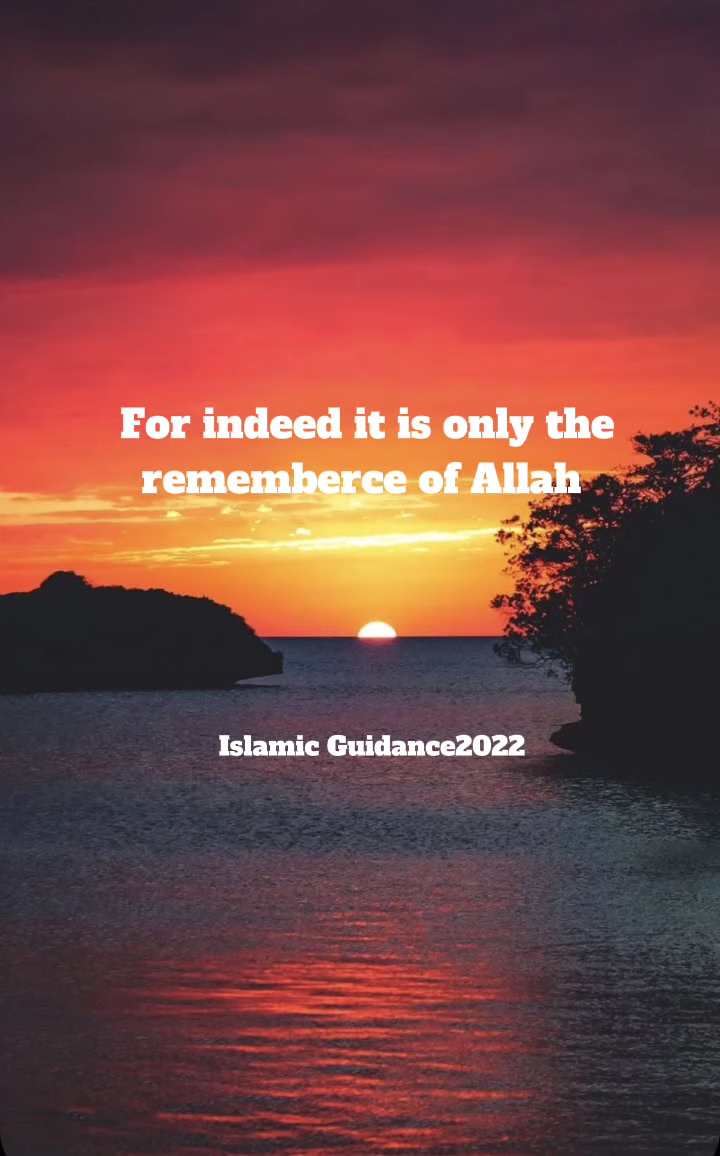 For indeed it is only the
rememberce of Allah
Islamic Guidance2022